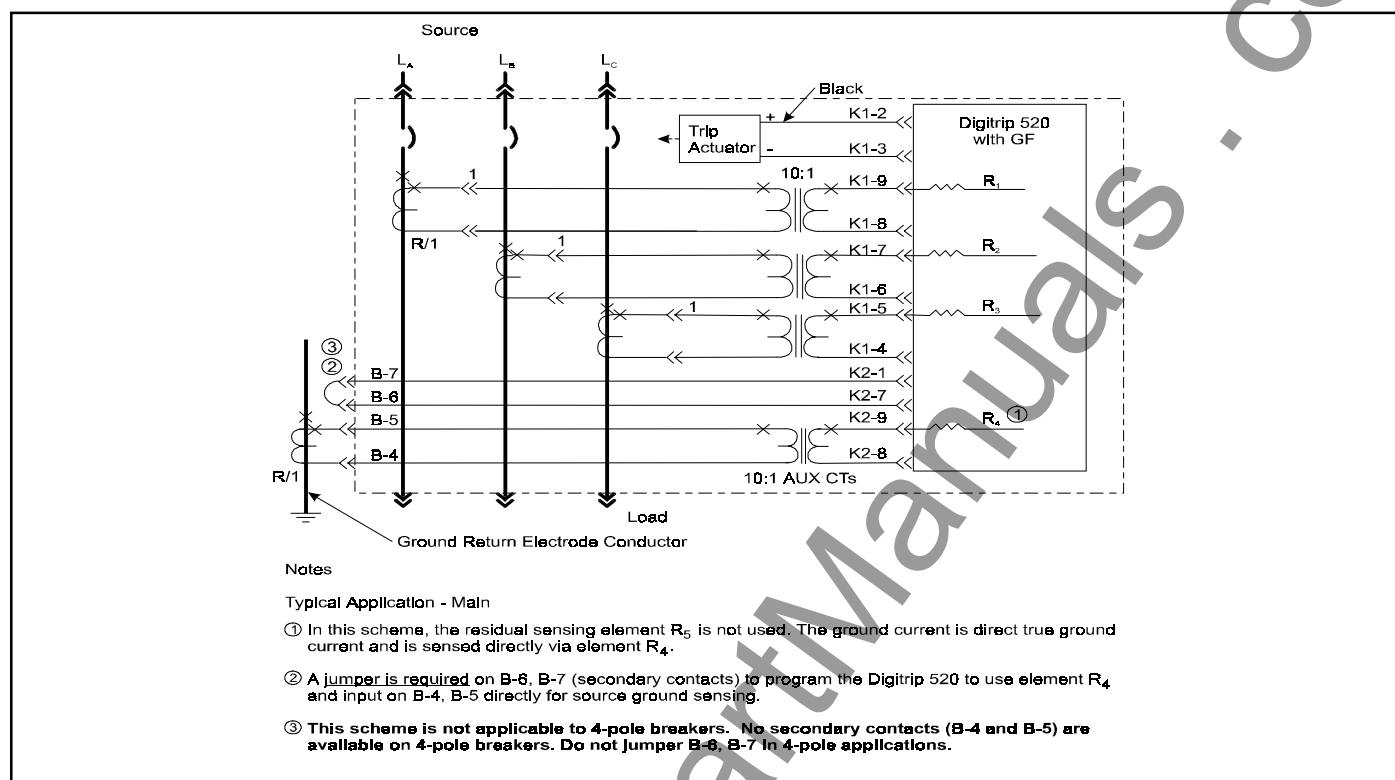 Source
L_A L_B L_C
Black
+ K1-2
Digitrip 520
with GF
Trip
Actuator
- K1-3
1 10:1 K1-9 R₁
R/1 K1-8
1 K1-7 R₂
K1-6
1 K1-5 R₃
K1-4
③
②
B-7 K2-1
B-6 K2-7
B-5 K2-9 R₄ ①
B-4 K2-8
R/1 10:1 AUX CTs
Load
Ground Return Electrode Conductor
Notes
Typical Application - Main
① In this scheme, the residual sensing element R₅ is not used. The ground current is direct true ground
current and is sensed directly via element R₄.
② A jumper is required on B-6, B-7 (secondary contacts) to program the Digitrip 520 to use element R₄
and input on B-4, B-5 directly for source ground sensing.
③ This scheme is not applicable to 4-pole breakers. No secondary contacts (B-4 and B-5) are
available on 4-pole breakers. Do not jumper B-6, B-7 in 4-pole applications.
artManuals . co